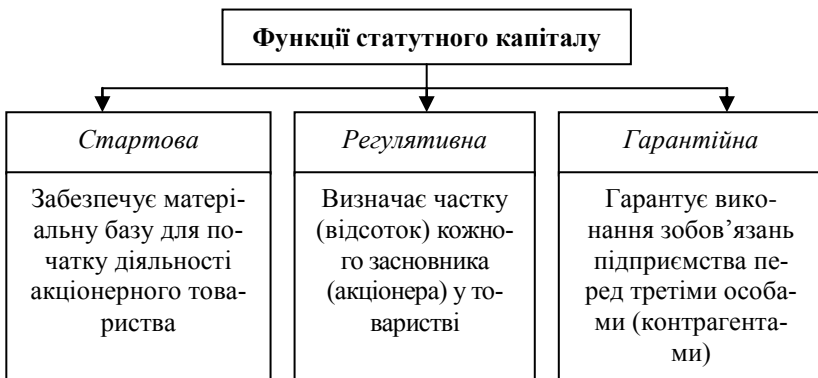 Функції статутного капіталу
Стартова
Забезпечує матері-
альну базу для по-
чатку діяльності
акціонерного това-
риства
Регулятивна
Визначає частку
(відсоток) кожно-
го засновника
(акціонера) у то-
варистві
Гарантійна
Гарантує вико-
нання зобов’язань
підприємства пе-
ред третіми особа-
ми (контрагента-
ми)